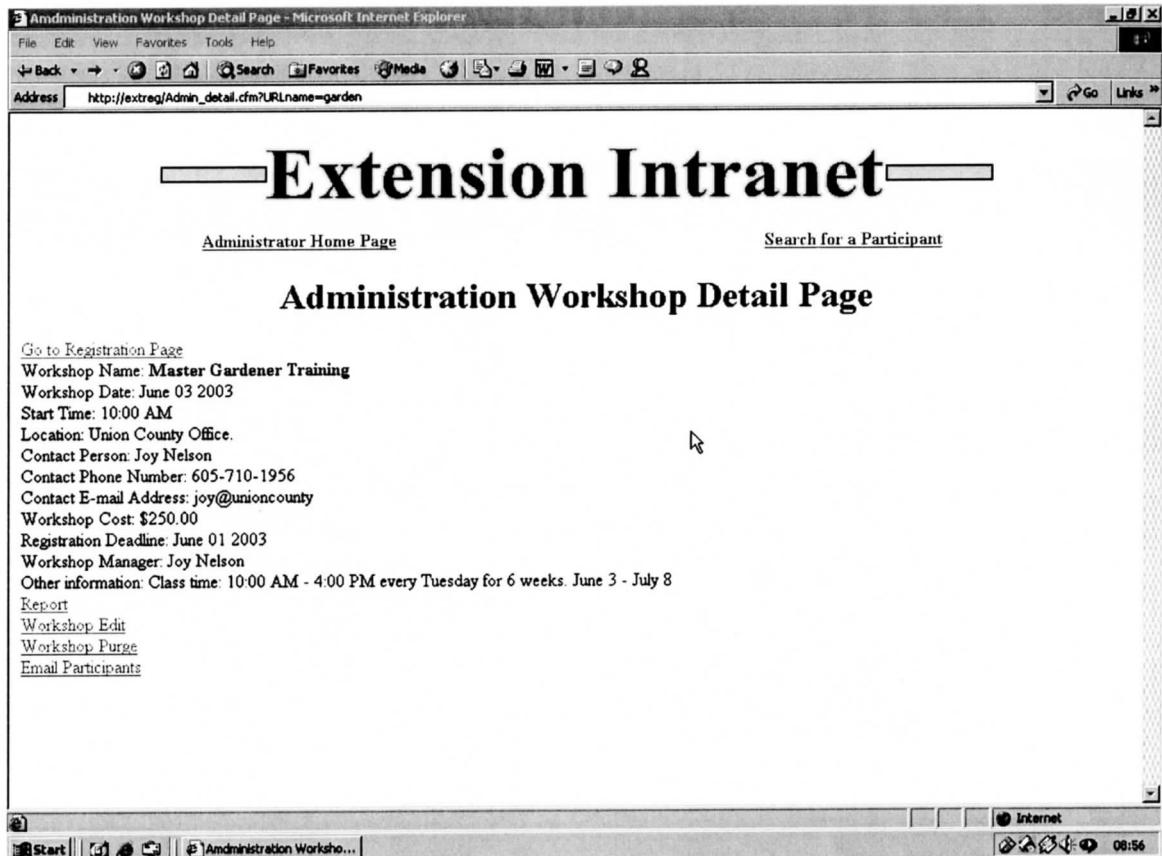 Amdministration Workshop Detail Page - Microsoft Internet Explorer
File Edit View Favorites Tools Help
Back Search Favorites Media
Address http://extreg/Admin_detail.cfm?URLname=garden Go Links »
Extension Intranet
Administrator Home Page Search for a Participant
Administration Workshop Detail Page
Go to Registration Page
Workshop Name: Master Gardener Training
Workshop Date: June 03 2003
Start Time: 10:00 AM
Location: Union County Office.
Contact Person: Joy Nelson
Contact Phone Number: 605-710-1956
Contact E-mail Address: joy@unioncounty
Workshop Cost: $250.00
Registration Deadline: June 01 2003
Workshop Manager: Joy Nelson
Other information: Class time: 10:00 AM - 4:00 PM every Tuesday for 6 weeks. June 3 - July 8
Report
Workshop Edit
Workshop Purge
Email Participants
Internet
Start Amdministration Worksho... 08:56